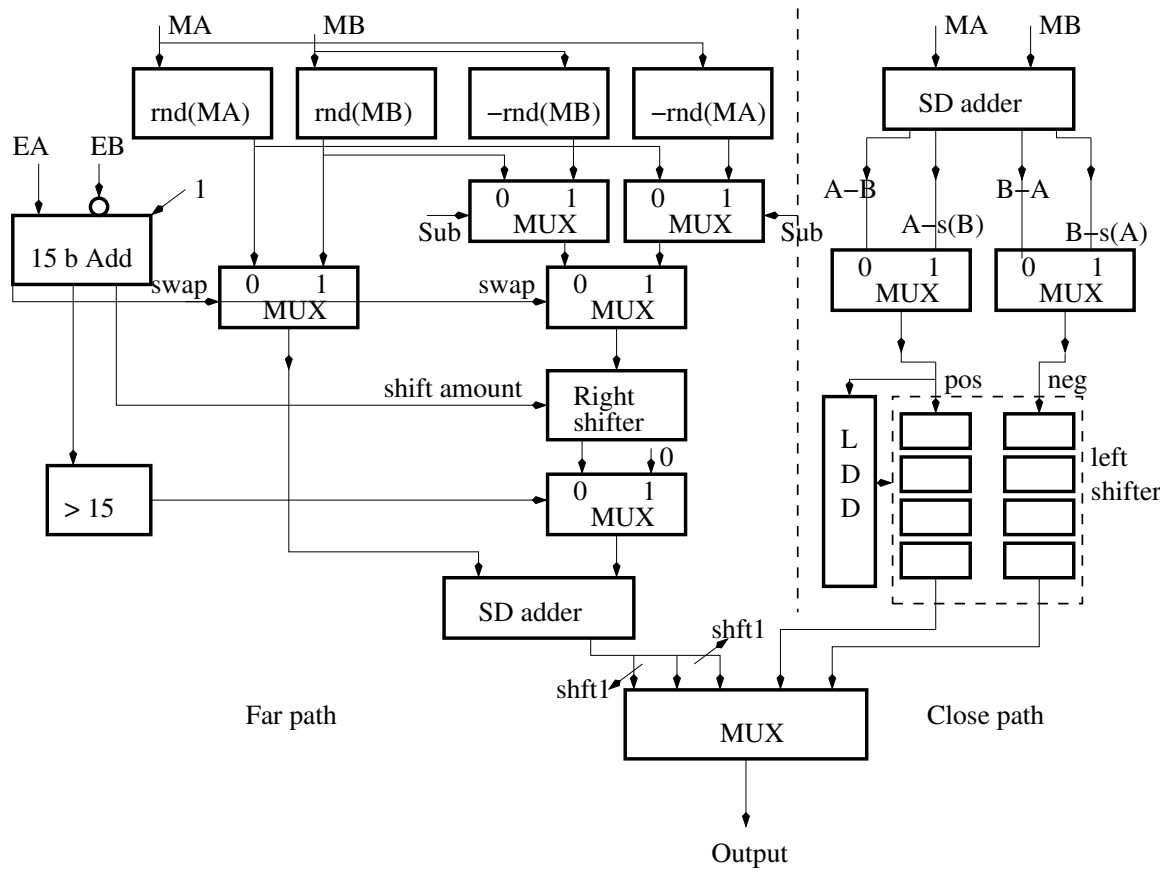 MA
MB
MA
MB
rnd(MA)
rnd(MB)
−rnd(MB)
−rnd(MA)
SD adder
EA
EB
1
0 1
MUX
0 1
MUX
Sub
Sub
A−B
B−A
A−s(B)
B−s(A)
15 b Add
swap
0 1
MUX
swap
0 1
MUX
0 1
MUX
0 1
MUX
shift amount
Right
shifter
pos
neg
L
D
D
left
shifter
0
> 15
0 1
MUX
SD adder
shft1
shft1
Far path
MUX
Close path
Output